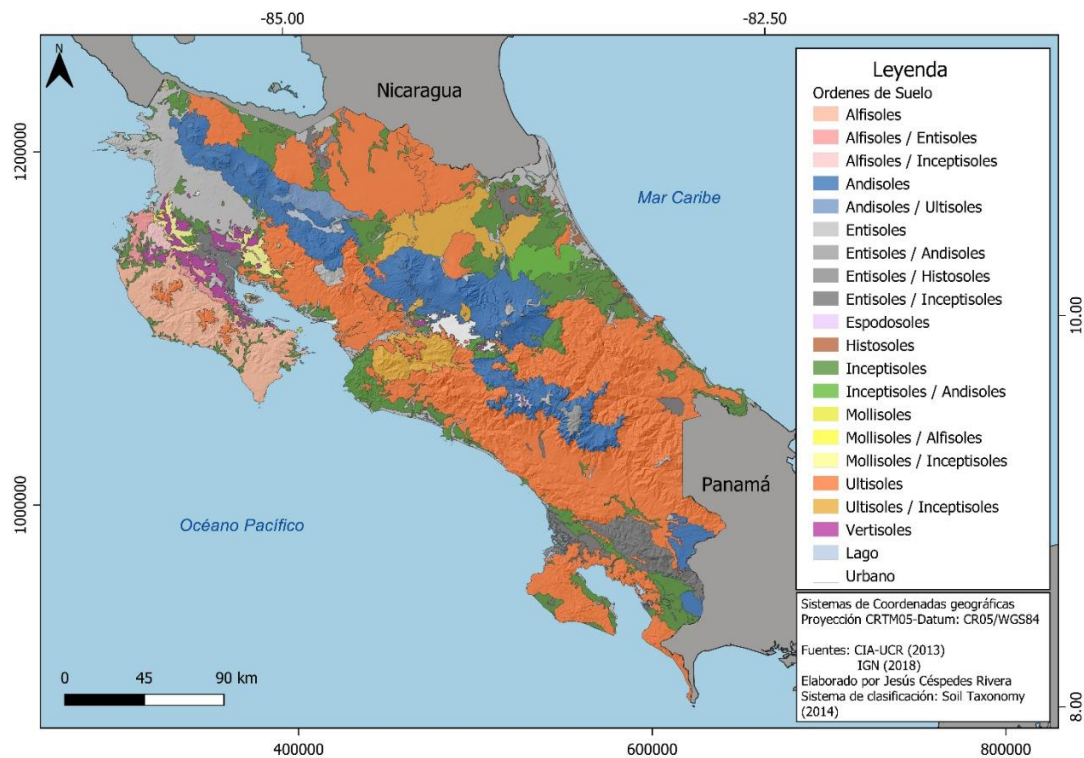 -85.00
-82.50
N
Nicaragua
1200000
Mar Caribe
10.00
Panamá
1000000
Océano Pacífico
0
45
90 km
8.00
400000
600000
800000
Leyenda
Ordenes de Suelo
Alfisoles
Alfisoles / Entisoles
Alfisoles / Inceptisoles
Andisoles
Andisoles / Ultisoles
Entisoles
Entisoles / Andisoles
Entisoles / Histosoles
Entisoles / Inceptisoles
Espodosoles
Histosoles
Inceptisoles
Inceptisoles / Andisoles
Mollisoles
Mollisoles / Alfisoles
Mollisoles / Inceptisoles
Ultisoles
Ultisoles / Inceptisoles
Vertisoles
Lago
Urbano
Sistemas de Coordenadas geográficas
Proyección CRTM05-Datum: CR05/WGS84
Fuentes: CIA-UCR (2013)
IGN (2018)
Elaborado por Jesús Céspedes Rivera
Sistema de clasificación: Soil Taxonomy
(2014)